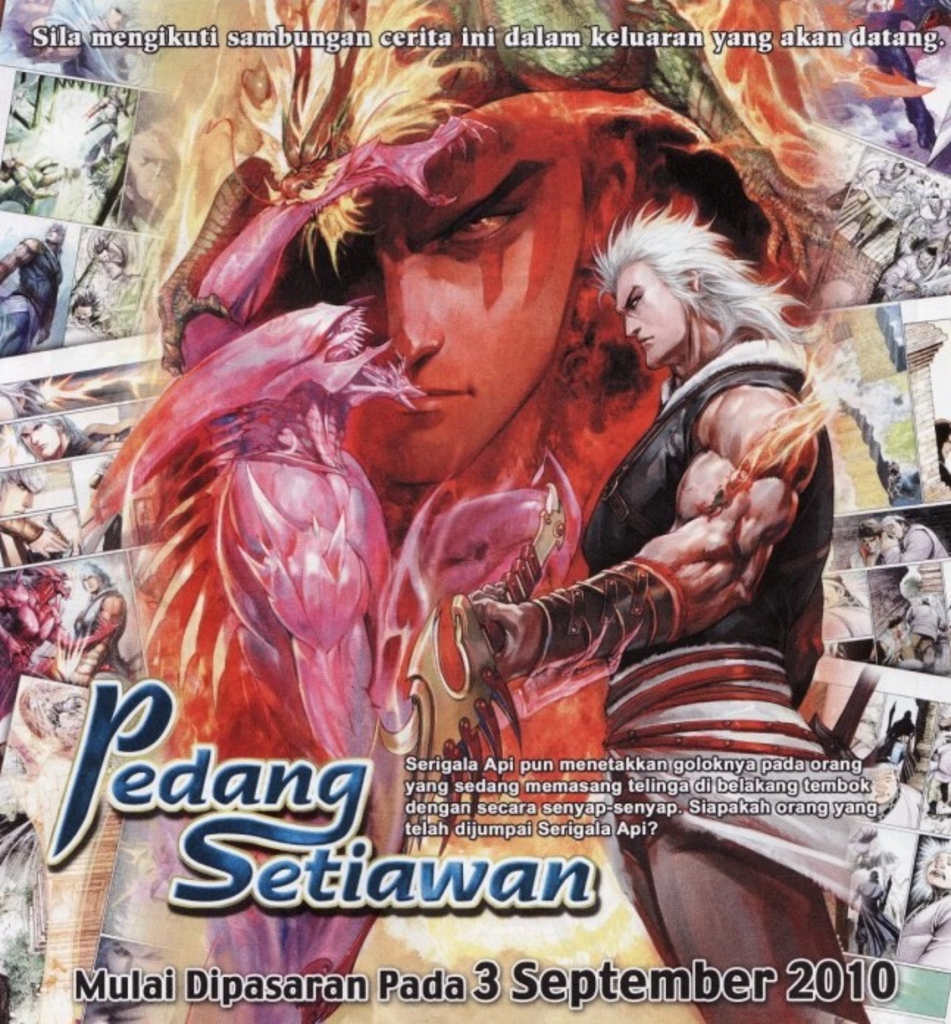 Sila mengikuti sambungan cerita ini dalam keluaran yang akan datang.
Pedang
Setiawan
Serigala Api pun menetakkan goloknya pada orang
yang sedang memasang telinga di belakang tembok
dengan secara senyap-senyap. Siapakah orang yang
telah dijumpai Serigala Api?
Mulai Dipasaran Pada 3 September 2010